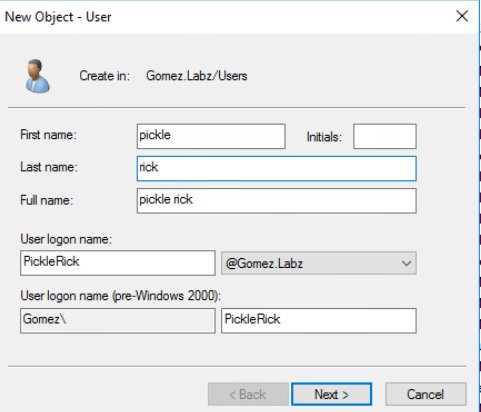 New Object - User
Create in: Gomez.Labz/Users
First name: pickle Initials:
Last name: rick
Full name: pickle rick
User logon name:
PickleRick @Gomez.Labz
User logon name (pre-Windows 2000):
Gomez\ PickleRick
< Back Next > Cancel